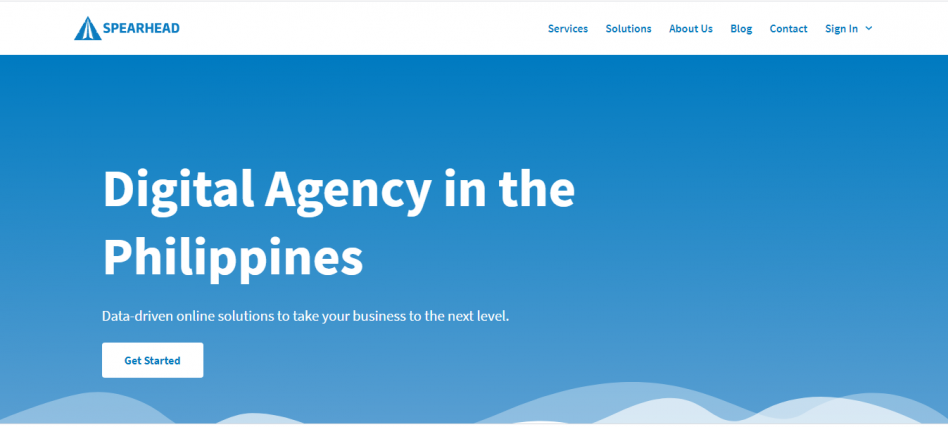 SPEARHEAD
Services Solutions About Us Blog Contact Sign In
Digital Agency in the
Philippines
Data-driven online solutions to take your business to the next level.
Get Started